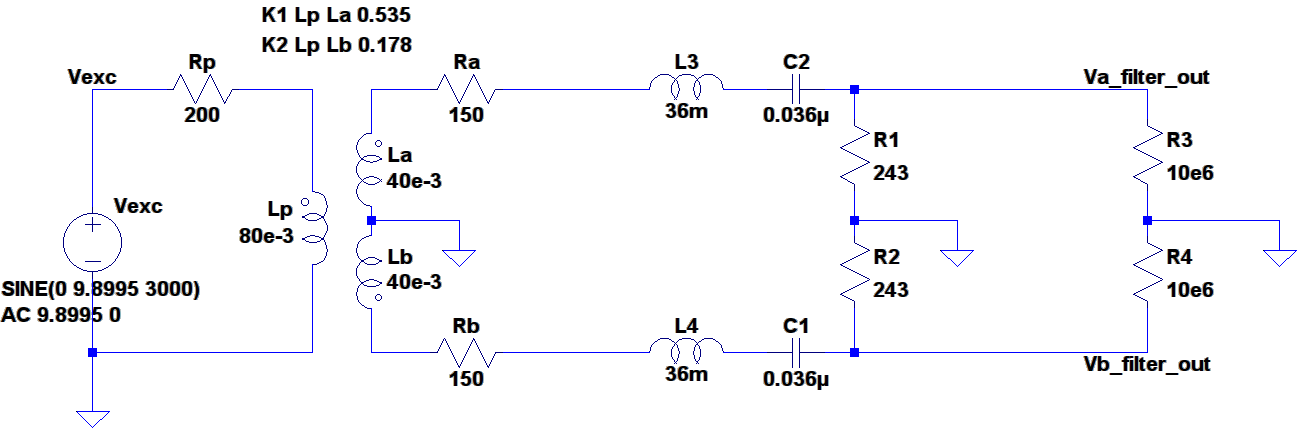 K1 Lp La 0.535
K2 Lp Lb 0.178
Vexc
Rp
200
Ra
150
L3
36m
C2
0.036µ
Va_filter_out
R1
243
R3
10e6
La
40e-3
Vexc
Lp
80e-3
SINE(0 9.8995 3000)
AC 9.8995 0
Lb
40e-3
R2
243
R4
10e6
Rb
150
L4
36m
C1
0.036µ
Vb_filter_out